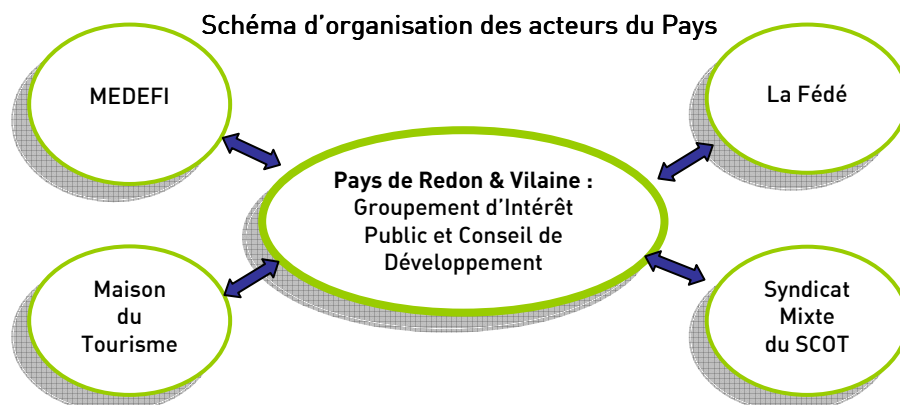 Schéma d'organisation des acteurs du Pays
MEDEFI
La Fédé
Pays de Redon & Vilaine :
Groupement d'Intérêt
Public et Conseil de
Développement
Maison
du
Tourisme
Syndicat
Mixte
du SCOT